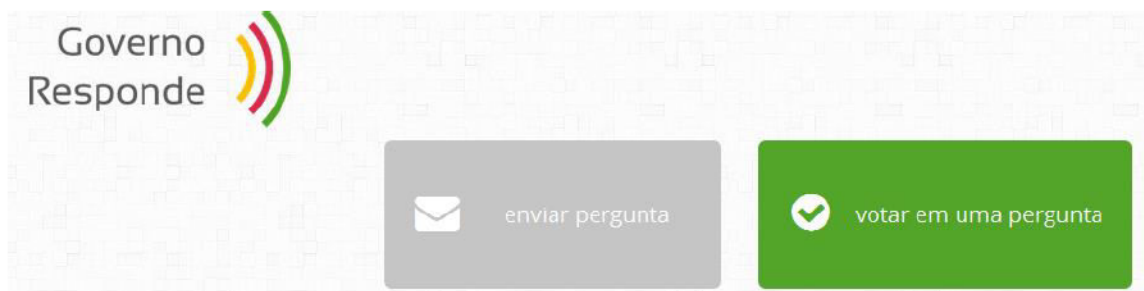 Governo
Responde
enviar pergunta
votar em uma pergunta